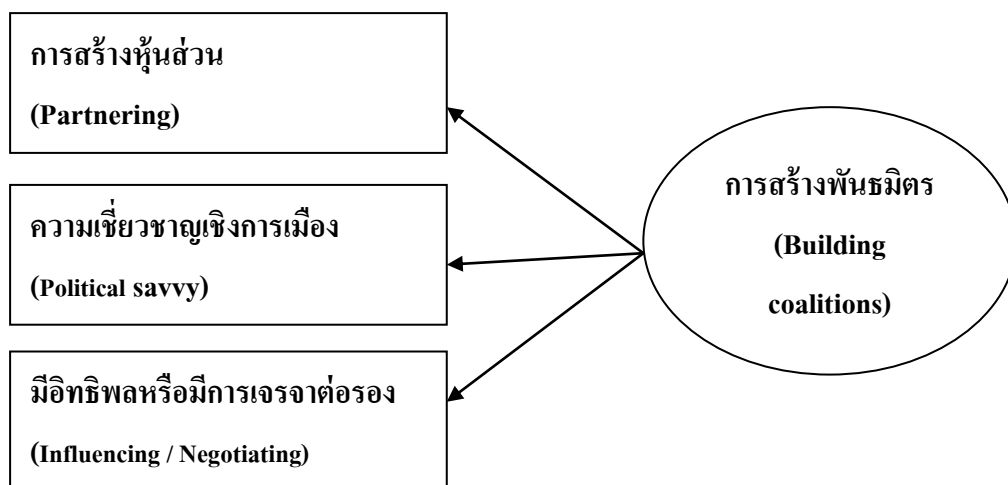 การสร้างหุ้นส่วน
(Partnering)
ความเชี่ยวชาญเชิงการเมือง
(Political savvy)
มีอิทธิพลหรือมีการเจรจาต่อรอง
(Influencing / Negotiating)
การสร้างพันธมิตร
(Building
coalitions)